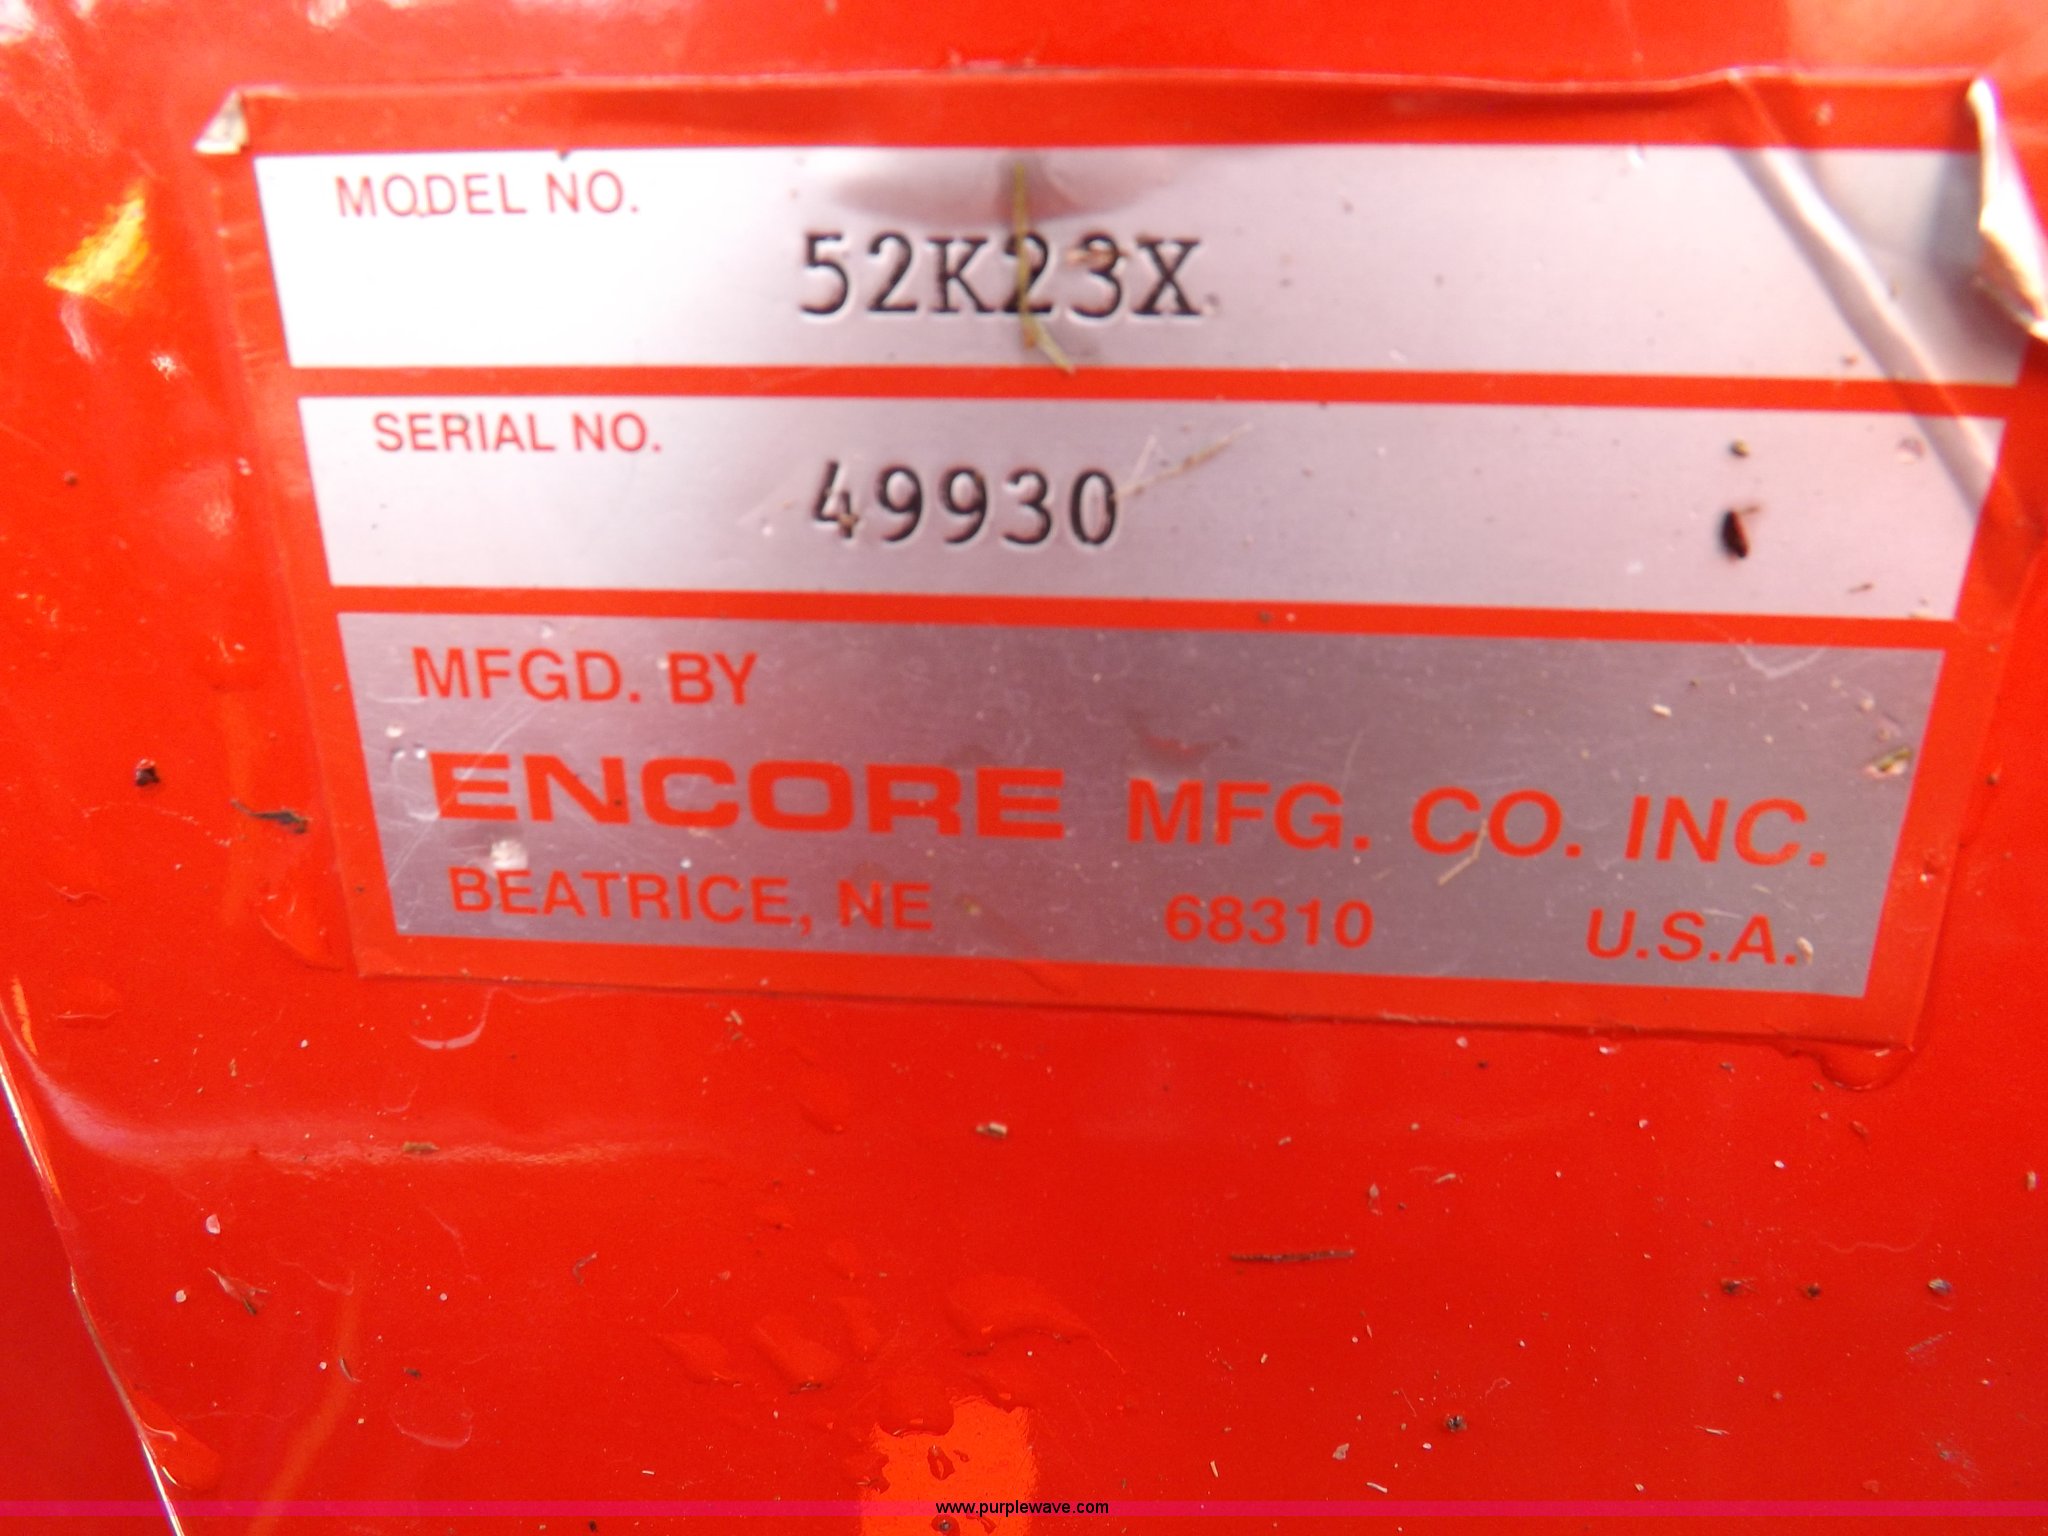 MODEL NO.
52K23X
SERIAL NO.
49930
MFGD. BY
ENCORE MFG. CO. INC.
BEATRICE, NE 68310 U.S.A.
www.purplewave.com